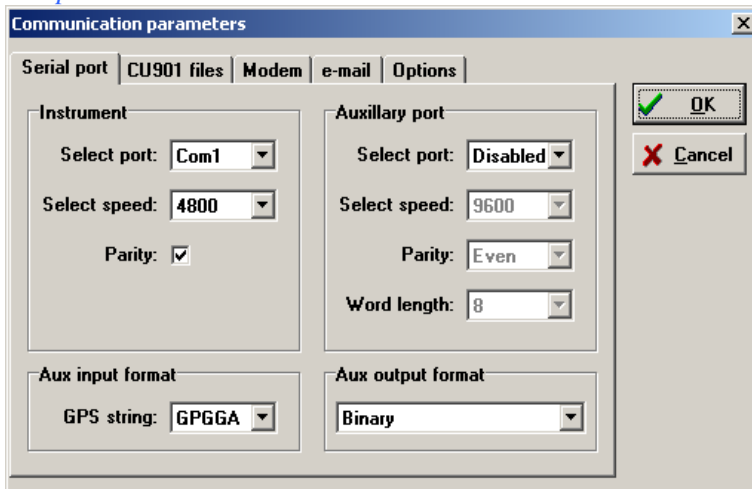 Communication parameters
Serial port CU901 files Modem e-mail Options
Instrument
Select port: Com1
Select speed: 4800
Parity:
Auxillary port
Select port: Disabled
Select speed: 9600
Parity: Even
Word length: 8
Aux input format
GPS string: GPGGA
Aux output format
Binary
OK
Cancel